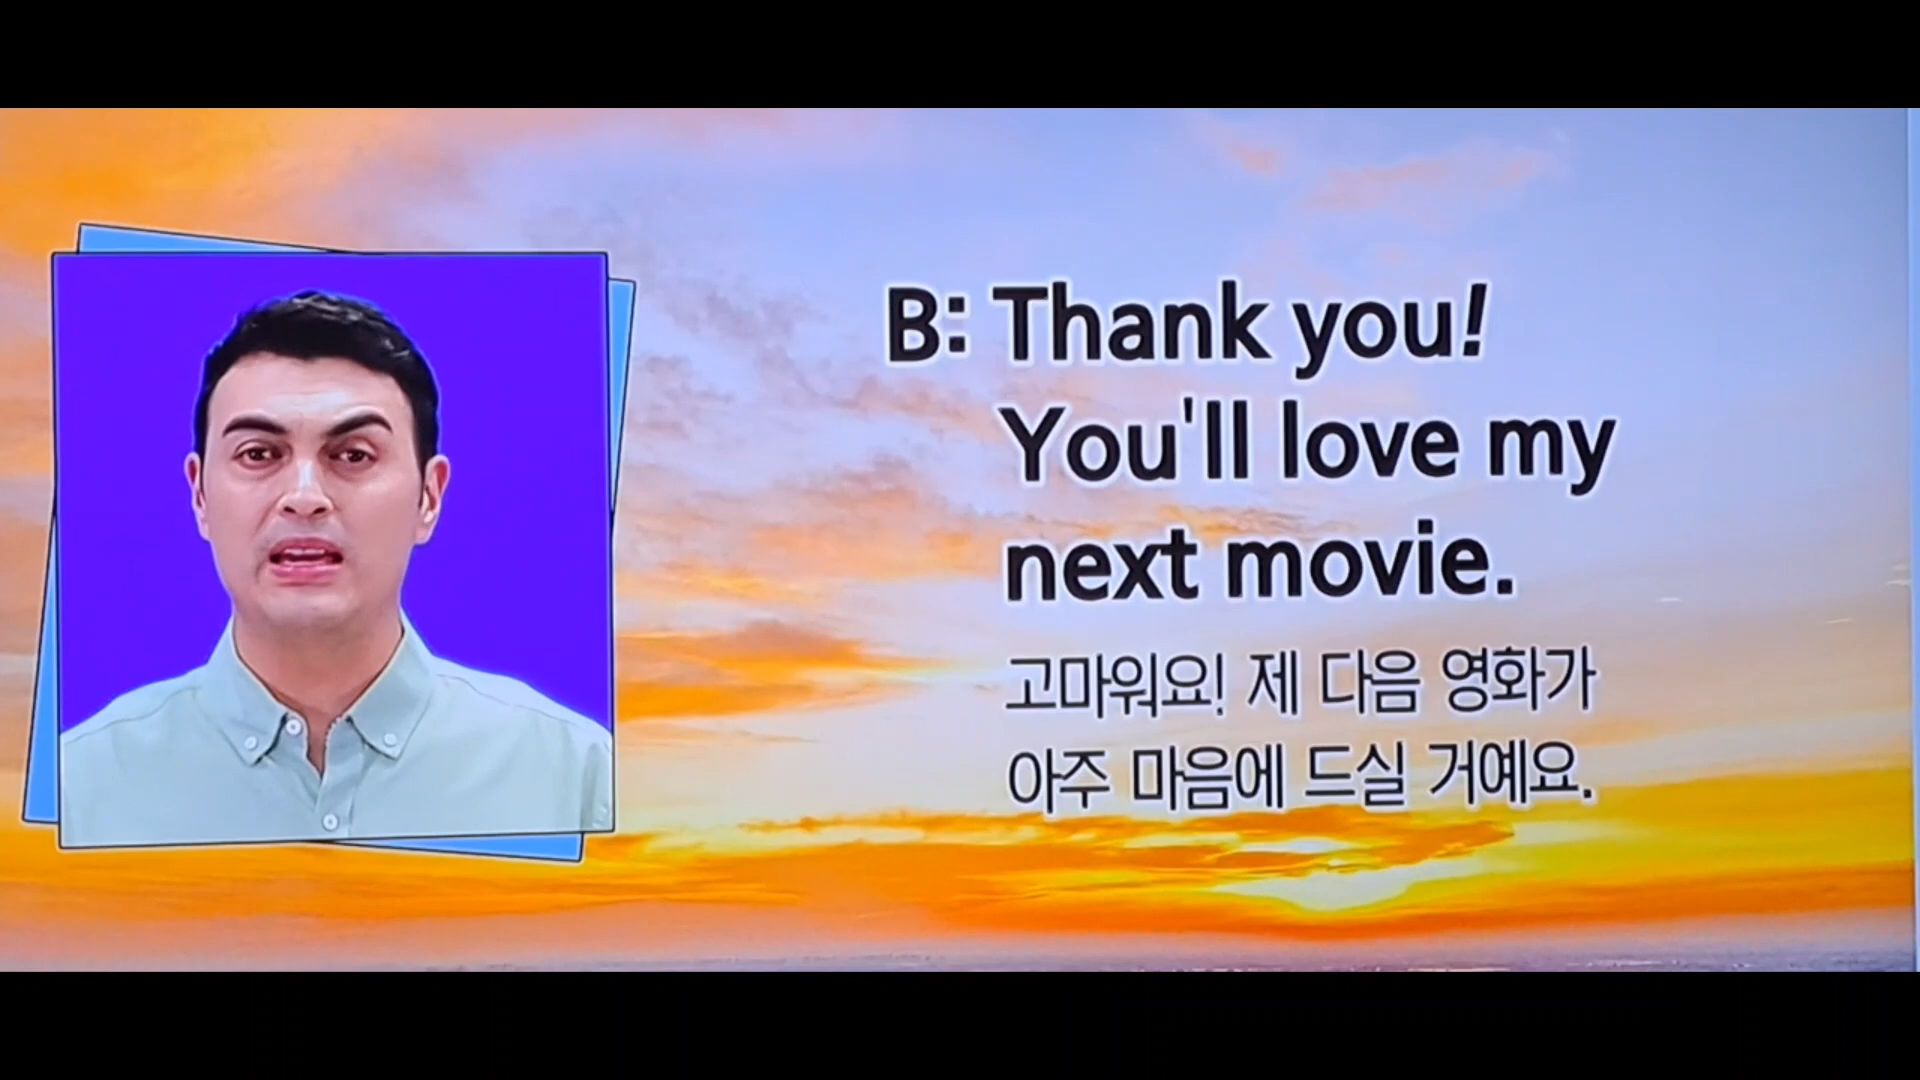 B: Thank you!
You'll love my
next movie.
고마워요! 제 다음 영화가
아주 마음에 드실 거예요.